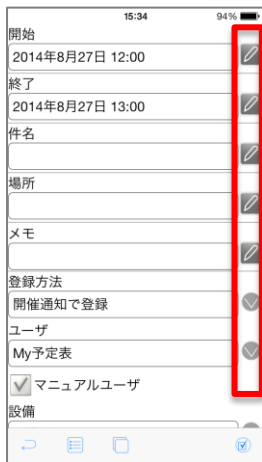 15:34 94%
開始
2014年8月27日 12:00
終了
2014年8月27日 13:00
件名
場所
メモ
登録方法
開催通知で登録
ユーザ
My予定表
マニュアルユーザ
設備